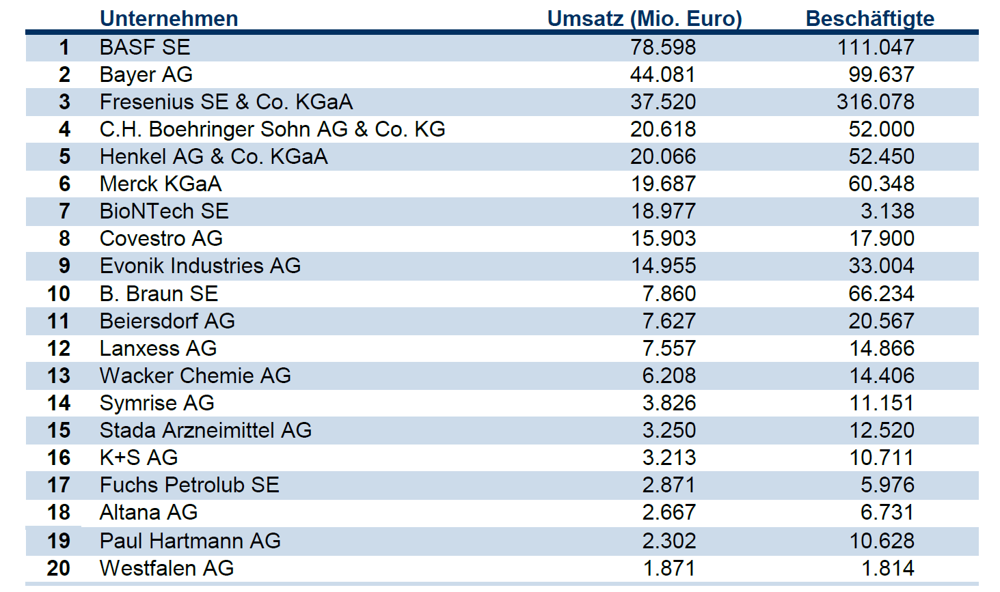 Unternehmen Umsatz (Mio. Euro) Beschäftigte
1 BASF SE 78.598 111.047
2 Bayer AG 44.081 99.637
3 Fresenius SE & Co. KGaA 37.520 316.078
4 C.H. Boehringer Sohn AG & Co. KG 20.618 52.000
5 Henkel AG & Co. KGaA 20.066 52.450
6 Merck KGaA 19.687 60.348
7 BioNTech SE 18.977 3.138
8 Covestro AG 15.903 17.900
9 Evonik Industries AG 14.955 33.004
10 B. Braun SE 7.860 66.234
11 Beiersdorf AG 7.627 20.567
12 Lanxess AG 7.557 14.866
13 Wacker Chemie AG 6.208 14.406
14 Symrise AG 3.826 11.151
15 Stada Arzneimittel AG 3.250 12.520
16 K+S AG 3.213 10.711
17 Fuchs Petrolub SE 2.871 5.976
18 Altana AG 2.667 6.731
19 Paul Hartmann AG 2.302 10.628
20 Westfalen AG 1.871 1.814